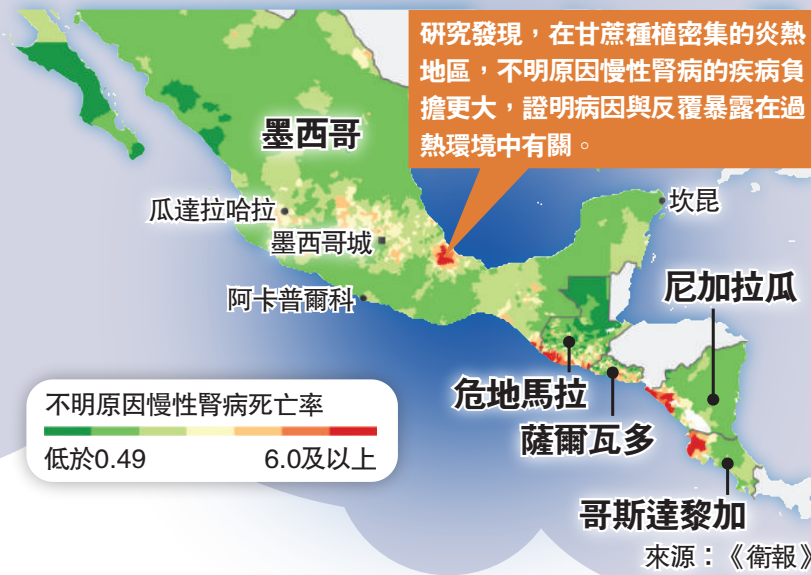 研究發現，在甘蔗種植密集的炎熱
地區，不明原因慢性腎病的疾病負
擔更大，證明病因與反覆暴露在過
熱環境中有關。
墨西哥
瓜達拉哈拉
坎昆
墨西哥城
阿卡普爾科
尼加拉瓜
危地馬拉
薩爾瓦多
哥斯達黎加
不明原因慢性腎病死亡率
低於0.49 6.0及以上
來源：《衛報》